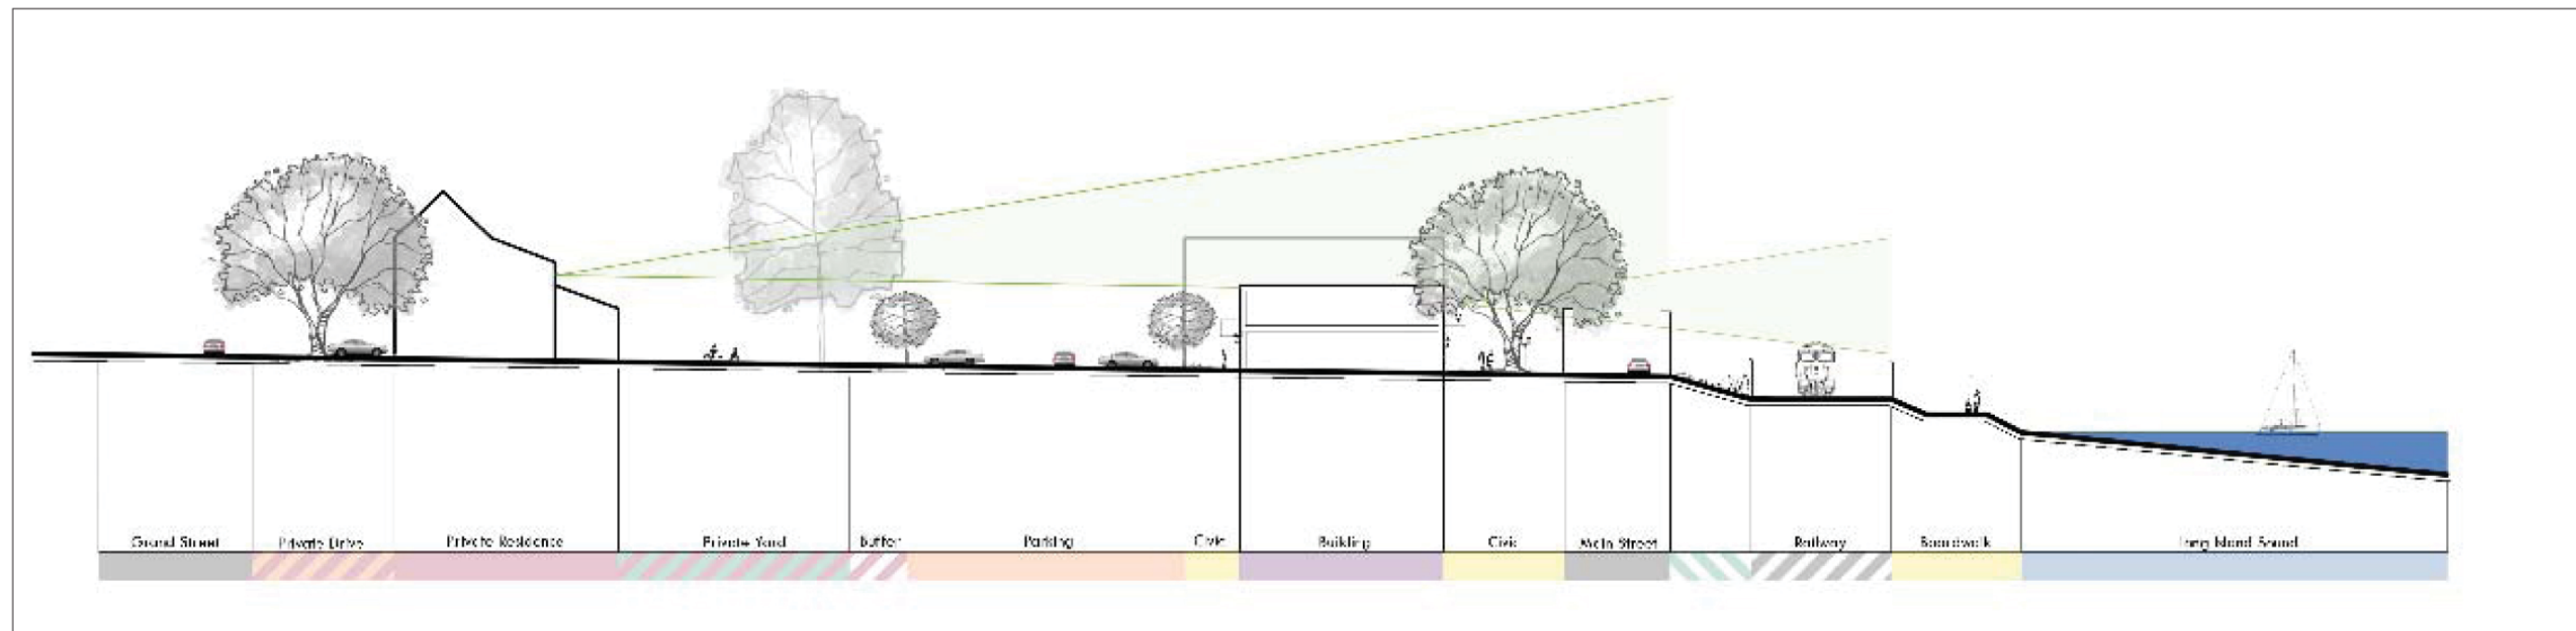 Grand Street
Private Drive
Private Residence
Private Yard
Buffer
Parking
Civic
Building
Civic
Main Street
Railway
Boardwalk
Long Island Sound